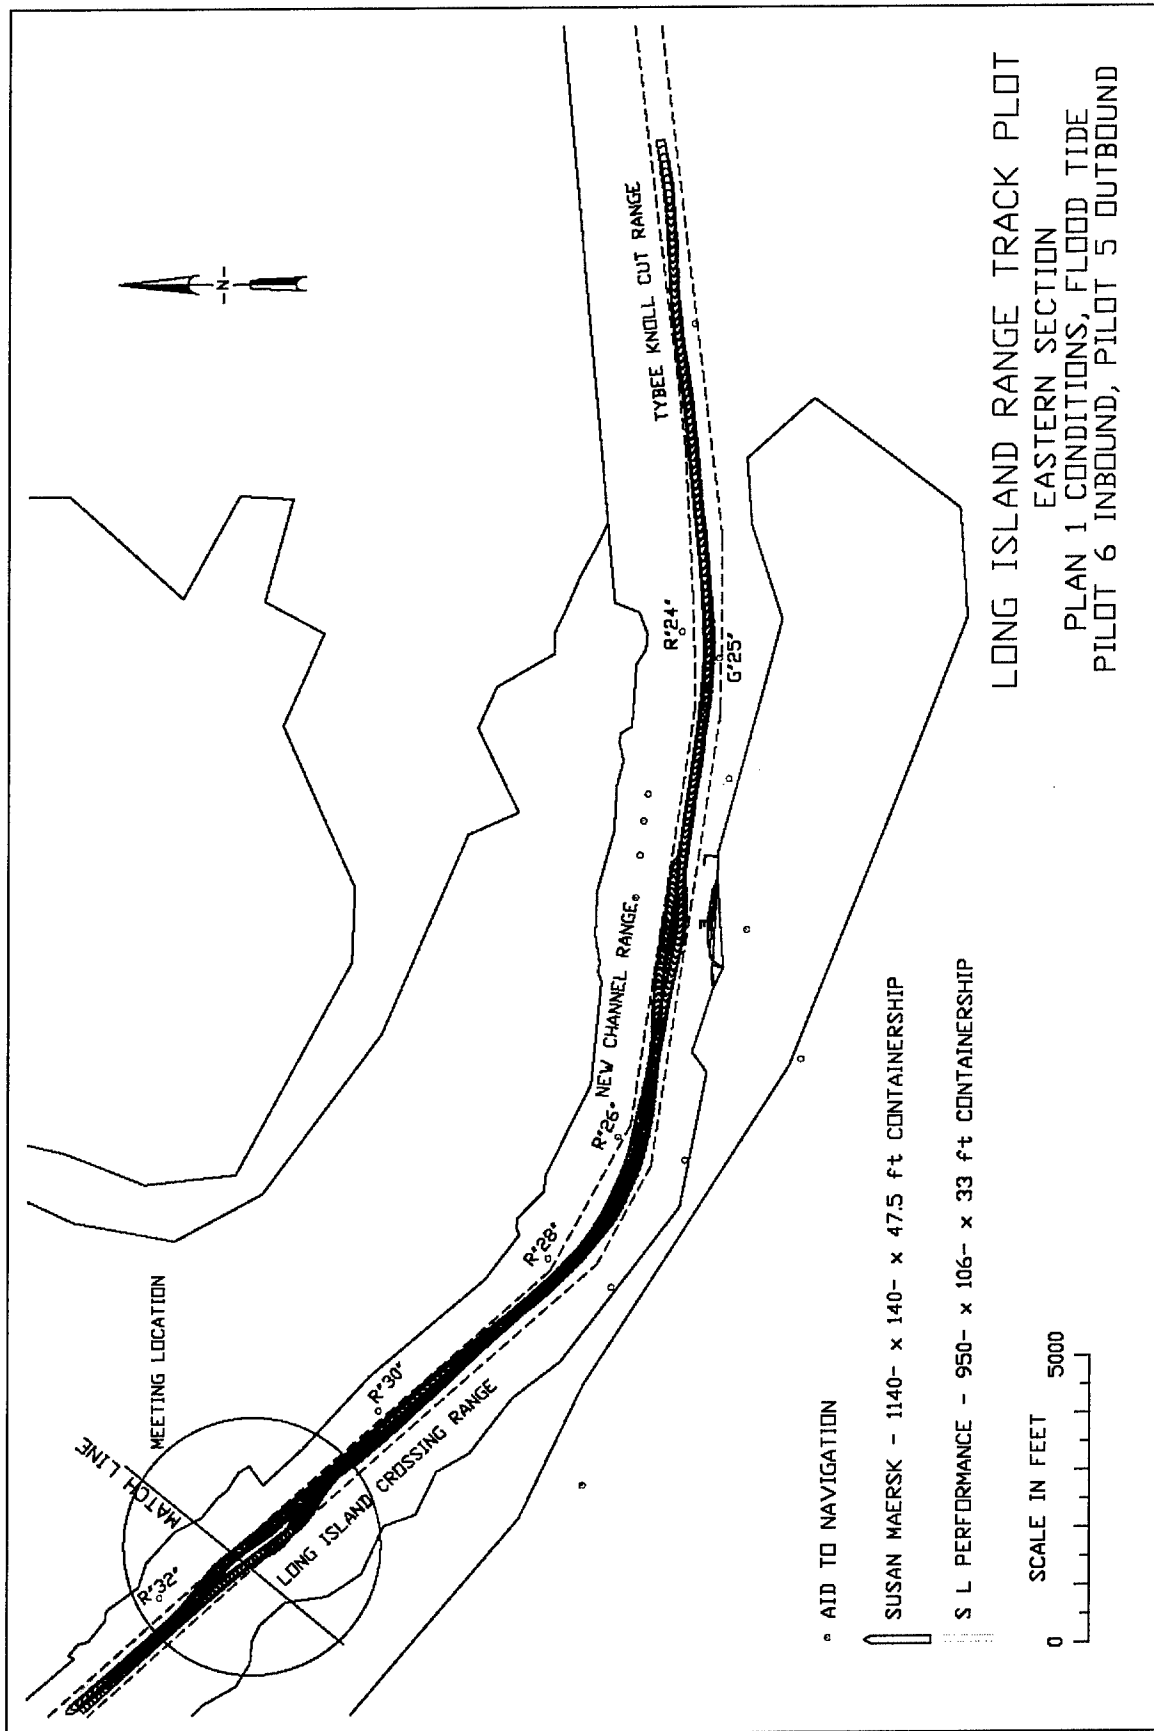 LONG ISLAND RANGE TRACK PLOT
EASTERN SECTION
PLAN 1 CONDITIONS, FLOOD TIDE
PILOT 6 INBOUND, PILOT 5 OUTBOUND
MEETING LOCATION
MATCH LINE
R"32"
R"30"
R"28"
R"26"
LONG ISLAND CROSSING RANGE
NEW CHANNEL RANGE
R"24"
G"25"
TYBEE KNOLL CUT RANGE
-N-
AID TO NAVIGATION
SUSAN MAERSK - 1140- x 140- x 47.5 ft CONTAINERSHIP
S L PERFORMANCE - 950- x 106- x 33 ft CONTAINERSHIP
SCALE IN FEET
0 5000